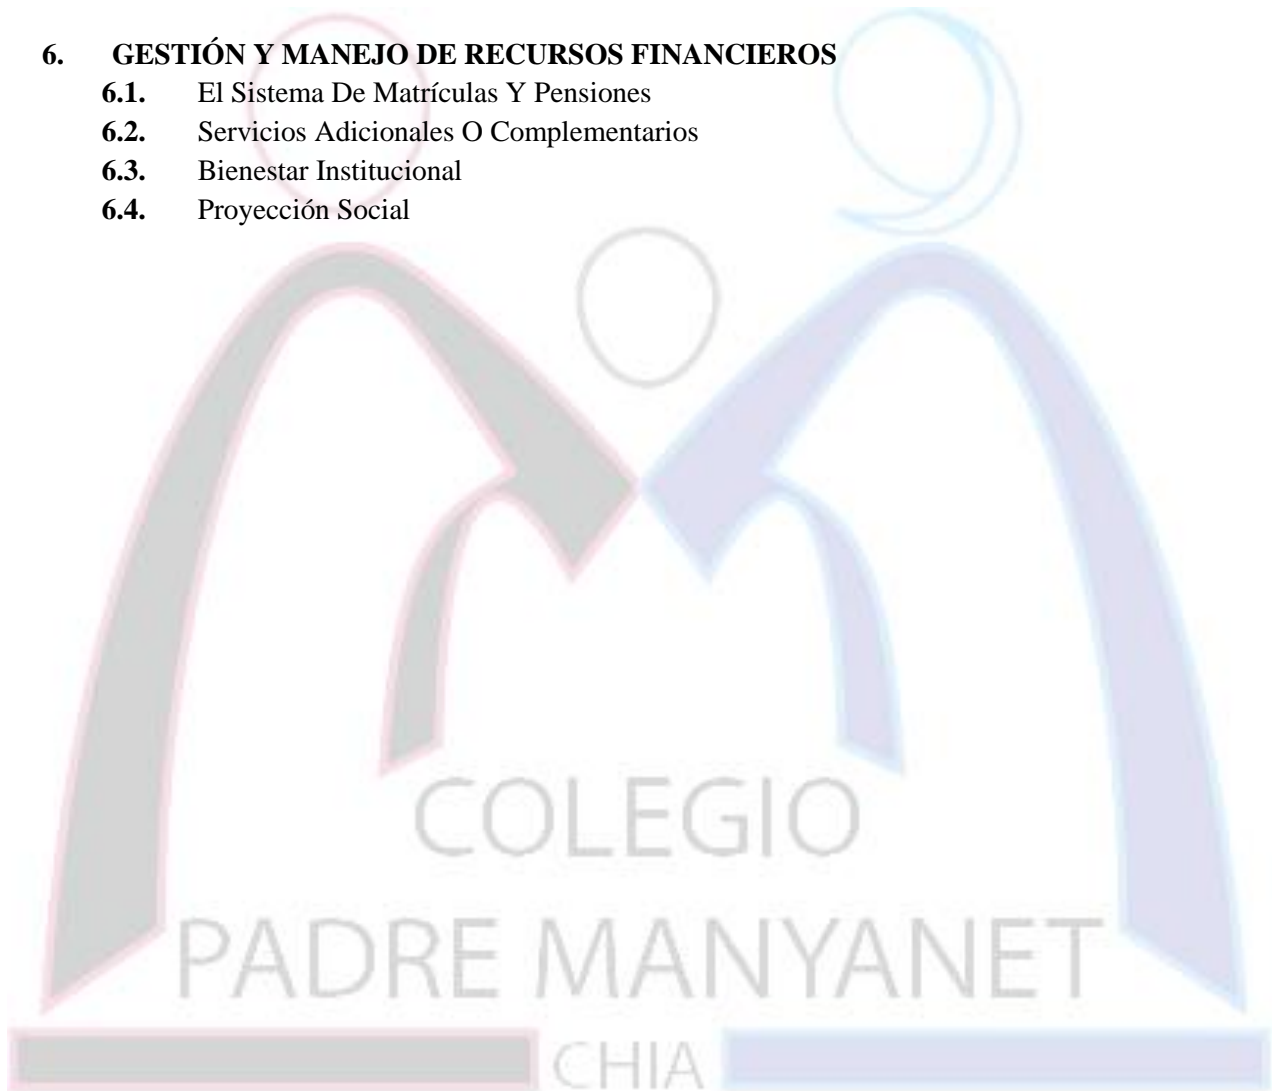 6. GESTIÓN Y MANEJO DE RECURSOS FINANCIEROS
6.1. El Sistema De Matrículas Y Pensiones
6.2. Servicios Adicionales O Complementarios
6.3. Bienestar Institucional
6.4. Proyección Social
COLEGIO
PADRE MANYANET
CHIA